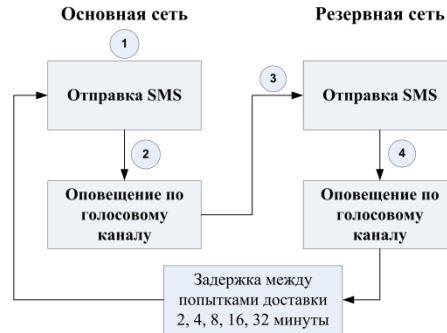 Основная сеть
Резервная сеть
1
Отправка SMS
3
Отправка SMS
2
4
Оповещение по
голосовому
каналу
Оповещение по
голосовому
каналу
Задержка между
попытками доставки
2, 4, 8, 16, 32 минуты